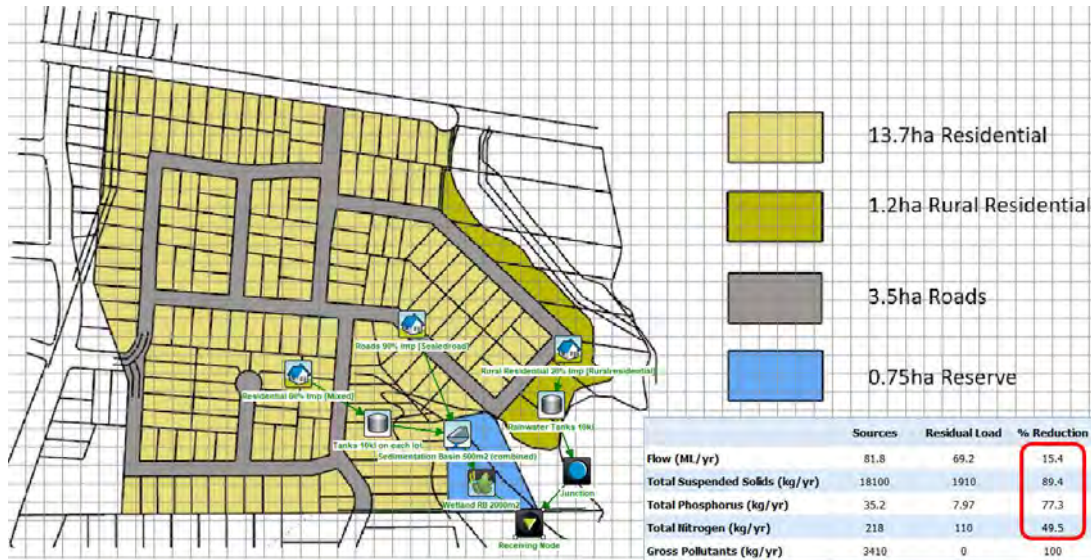 13.7ha Residential
1.2ha Rural Residential
3.5ha Roads
0.75ha Reserve
Roads 90% Imp [Sealedroad]
Rural Residential 20% Imp [Ruralresidential]
Residential 80% Imp [Mixed]
Tanks 10kl on each lot
Rainwater Tanks 10kl
Sedimentation Basin 500m2 (combined)
Wetland RB 2000m2
Junction
Receiving Node
Sources Residual Load % Reduction
Flow (ML/yr) 81.8 69.2 15.4
Total Suspended Solids (kg/yr) 18100 1910 89.4
Total Phosphorus (kg/yr) 35.2 7.97 77.3
Total Nitrogen (kg/yr) 218 110 49.5
Gross Pollutants (kg/yr) 3410 0 100